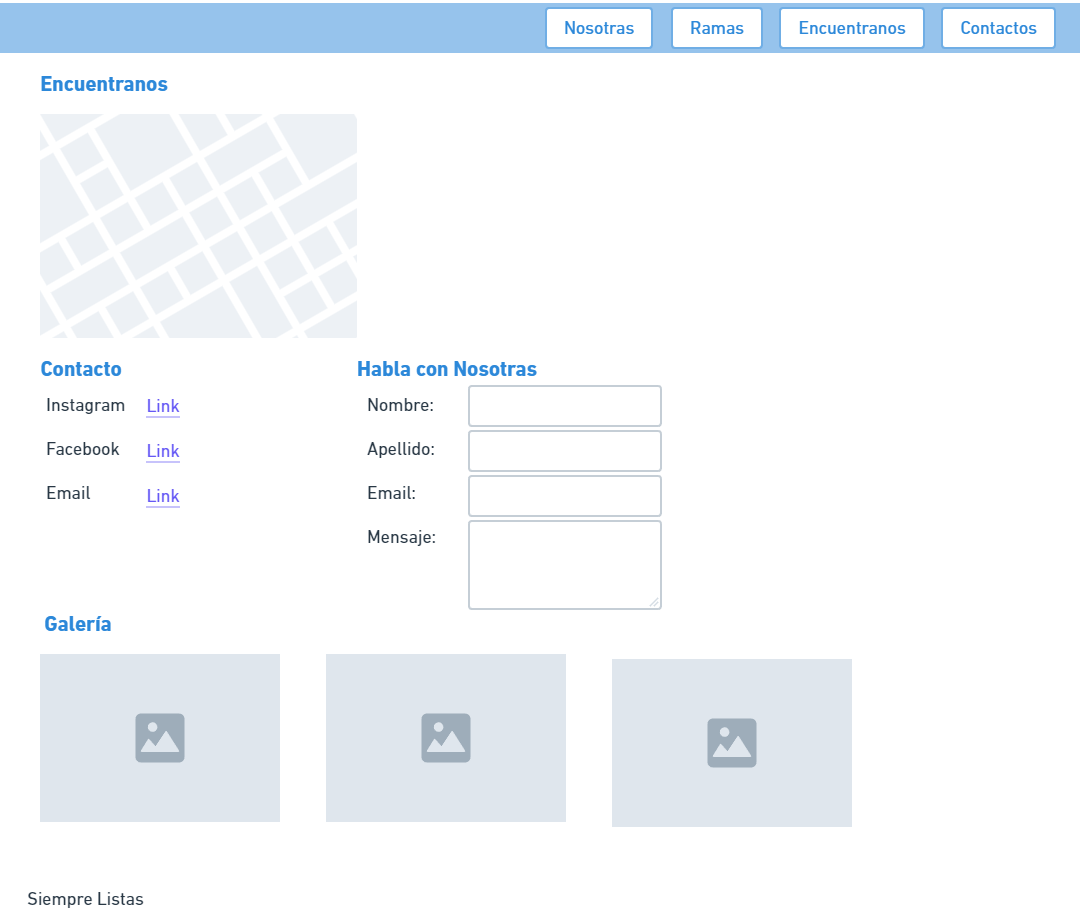 Nosotras Ramas Encuentranos Contactos
Encuentranos
Contacto
Instagram Link
Facebook Link
Email Link
Habla con Nosotras
Nombre:
Apellido:
Email:
Mensaje:
Galería
Siempre Listas